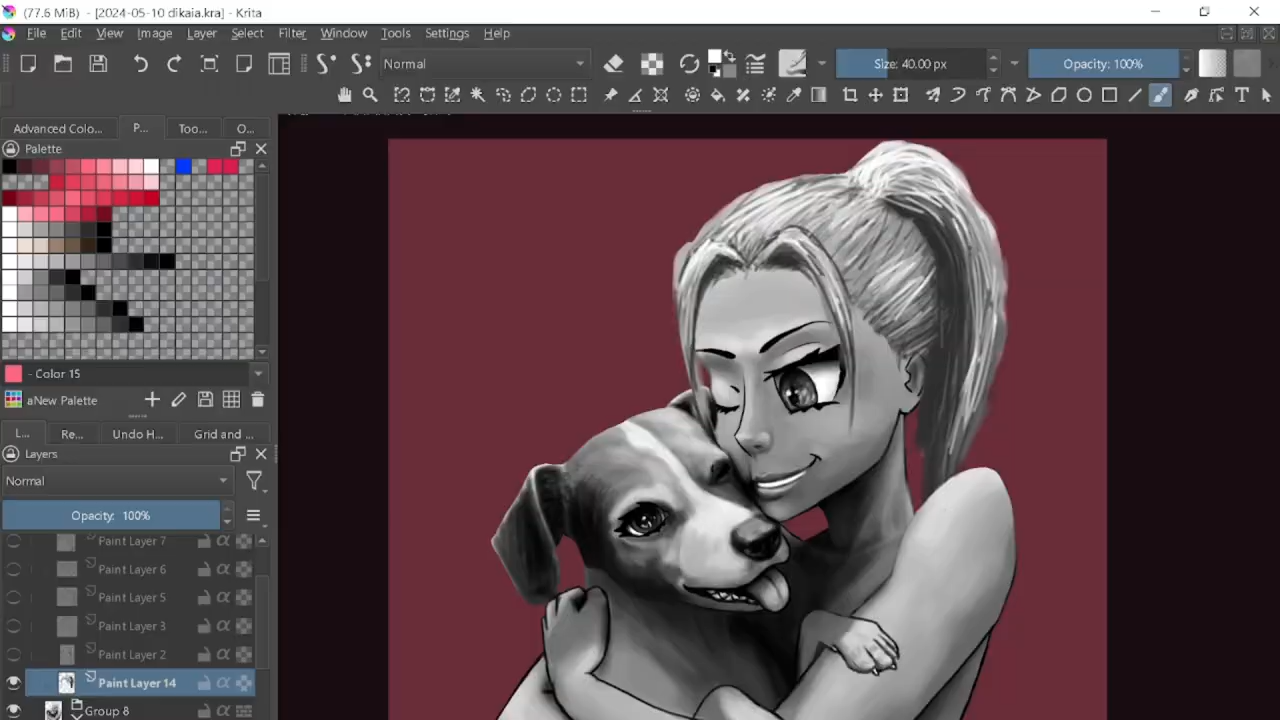 (77.6 MiB) - [2024-05-10 dikaia.kra] - Krita
File Edit View Image Layer Select Filter Window Tools Settings Help
Normal
Size: 40.00 px
Opacity: 100%
Advanced Colo... P... Too... O...
Palette
- Color 15
aNew Palette
L... Re... Undo H... Grid and ...
Layers
Normal
Opacity: 100%
Paint Layer 7
Paint Layer 6
Paint Layer 5
Paint Layer 3
Paint Layer 2
Paint Layer 14
Group 8